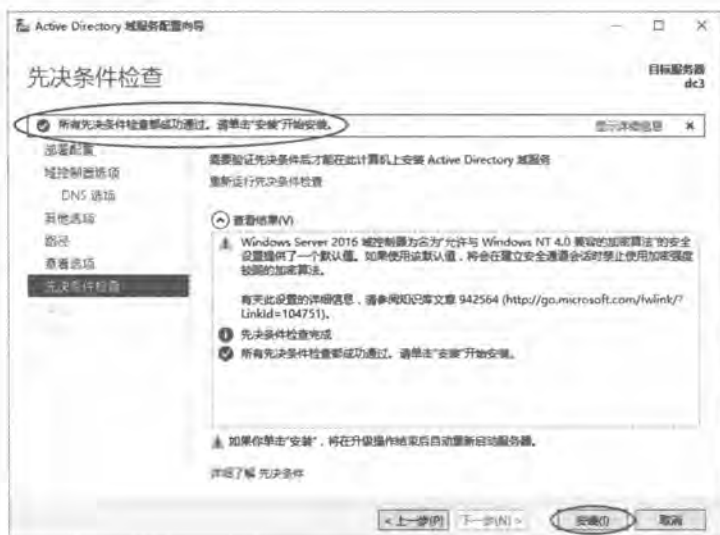 Active Directory 域服务配置向导
先决条件检查
目标服务器
dc3
所有先决条件检查都成功通过。请单击"安装"开始安装。
显示详细信息
部署配置
域控制器选项
DNS 选项
其他选项
路径
查看选项
先决条件检查
需要验证先决条件后才能在此计算机上安装 Active Directory 域服务
重新运行先决条件检查
查看结果(V)
Windows Server 2016 域控制器为名为"允许与 Windows NT 4.0 兼容的加密算法"的安全
设置提供了一个默认值。如果使用该默认值，将会在建立安全通道会话时禁止使用加密强度
较弱的加密算法。
有关此设置的详细信息，请参阅知识库文章 942564 (http://go.microsoft.com/fwlink/?
LinkId=104751)。
先决条件检查完成
所有先决条件检查都成功通过。请单击"安装"开始安装。
如果你单击"安装"，将在升级操作结束后自动重新启动服务器。
详细了解 先决条件
< 上一步(P)
下一步(N) >
安装(I)
取消